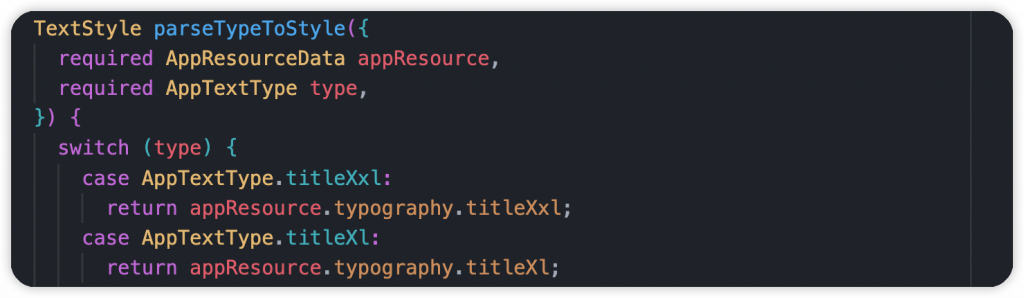 TextStyle parseTypeToStyle({
  required AppResourceData appResource,
  required AppTextType type,
}) {
  switch (type) {
    case AppTextType.titleXxl:
      return appResource.typography.titleXxl;
    case AppTextType.titleXl:
      return appResource.typography.titleXl;